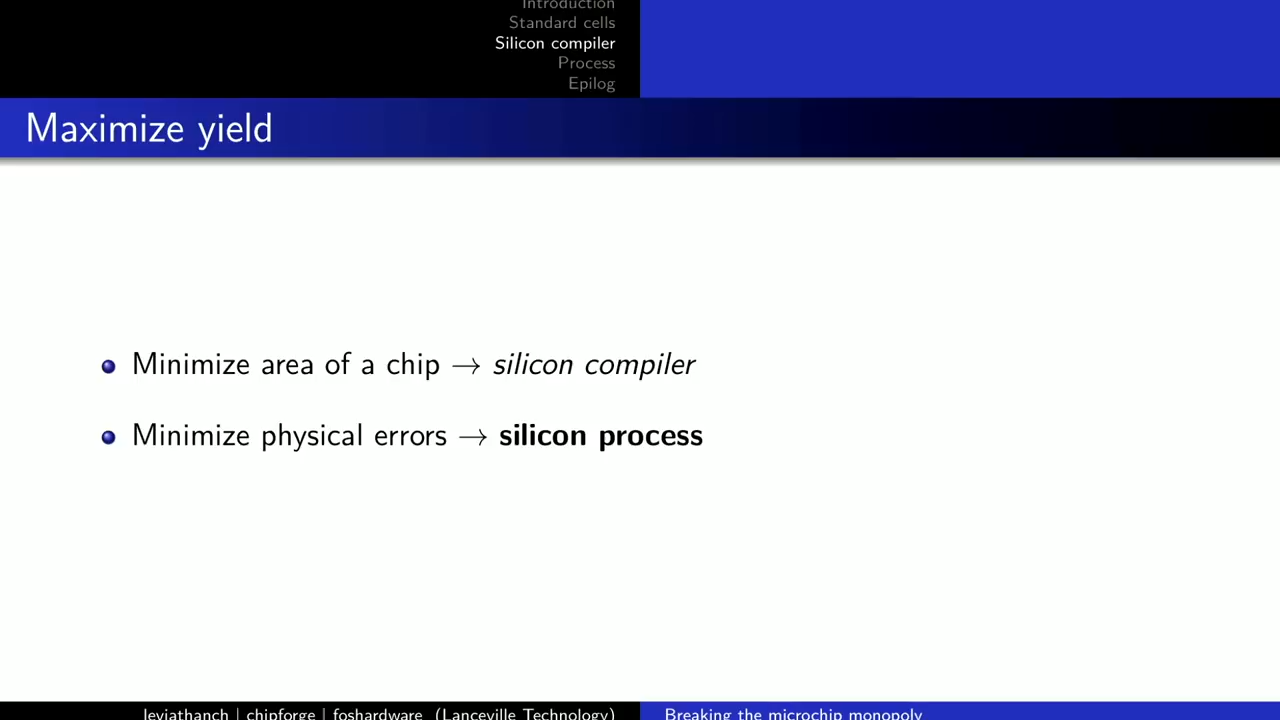 Introduction
Standard cells
Silicon compiler
Process
Epilog
Maximize yield
Minimize area of a chip → silicon compiler
Minimize physical errors → silicon process
leviathanch | chipforge | foshardware (Lanceville Technology)
Breaking the microchip monopoly